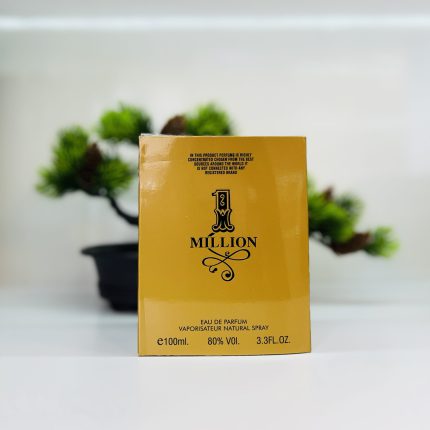 IN THIS PRODUCT PERFUME IS HIGHLY
CONCENTRATED CHOSEN FROM THE BEST
SOURCES AROUND THE WORLD IT
IS NOT CONNECTED WITH ANY
REGISTERED BRAND
1
MILLION
EAU DE PARFUM
VAPORISATEUR NATURAL SPRAY
e100ml. 80% VOL. 3.3FL.OZ.